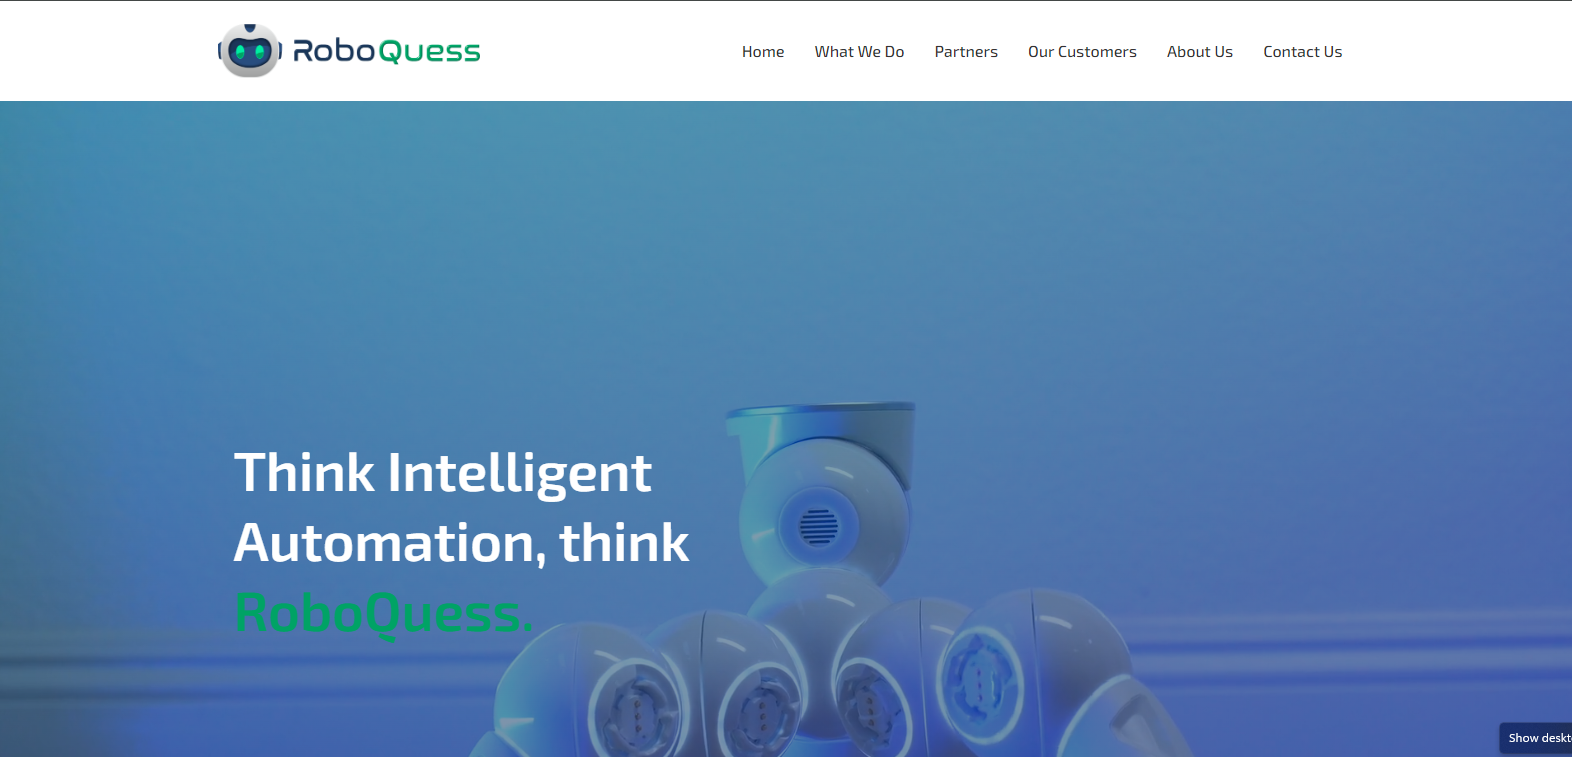 RoboQuess
Home
What We Do
Partners
Our Customers
About Us
Contact Us
Think Intelligent
Automation, think
RoboQuess.
Show deskt